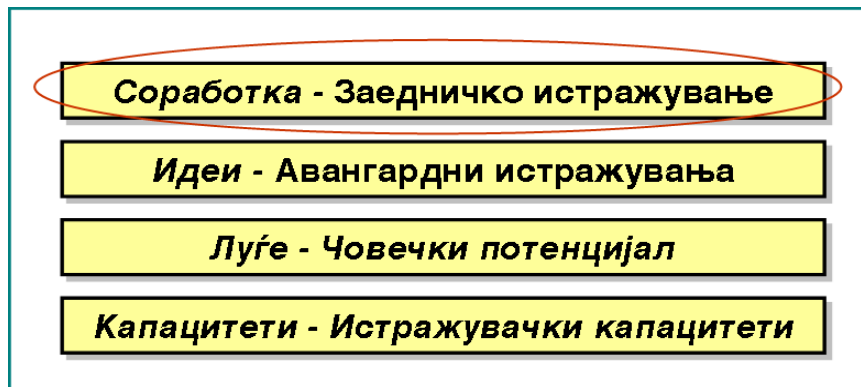 Соработка - Заедничко истражување
Идеи - Авангардни истражувања
Луѓе - Човечки потенцијал
Капацитети - Истражувачки капацитети